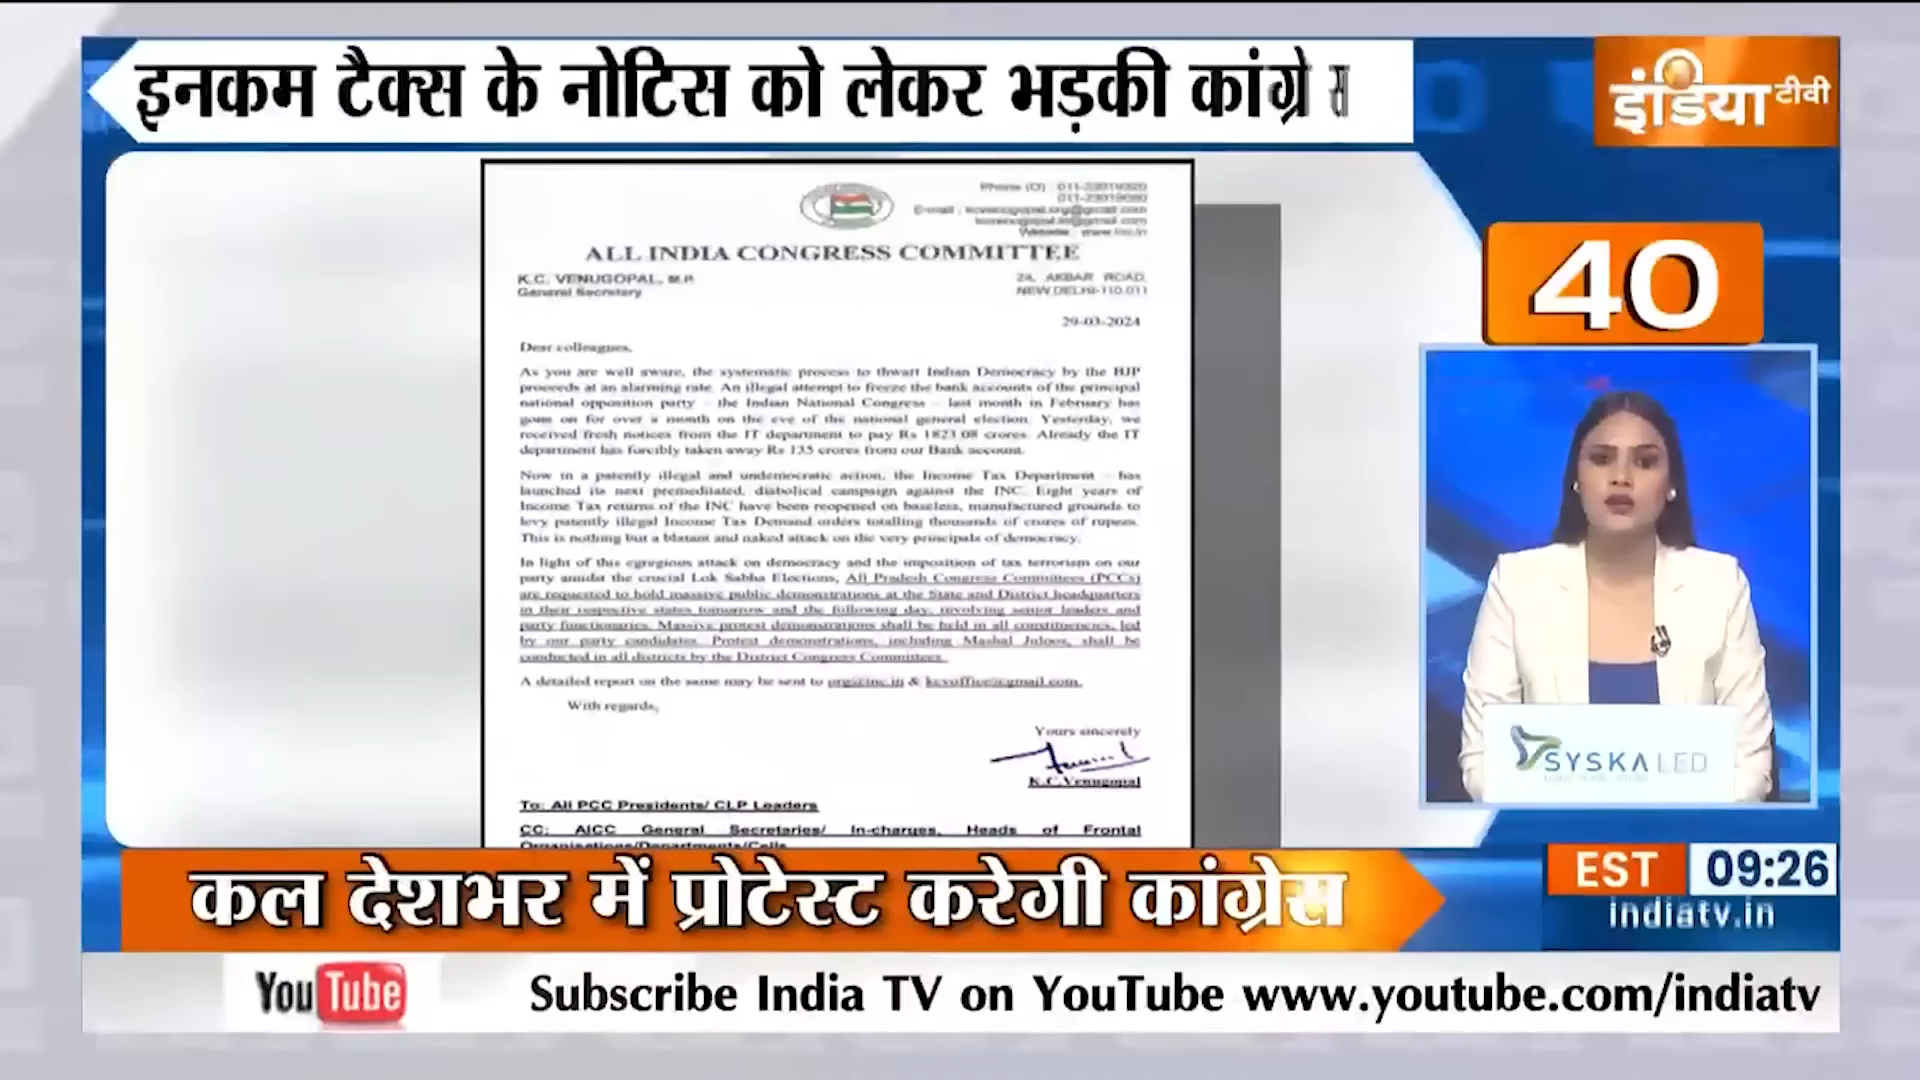 इनकम टैक्स के नोटिस को लेकर भड़की कांग्रेस
इंडिया टीवी
Phone (O) : 011-23019020
011-23019080
Website : www.inc.in
ALL INDIA CONGRESS COMMITTEE
K.C. VENUGOPAL, M.P.
General Secretary
24, AKBAR ROAD,
NEW DELHI-110 011
29-03-2024
Dear colleagues,
As you are well aware, the systematic process to thwart Indian Democracy by the BJP
proceeds at an alarming rate. An illegal attempt to freeze the bank accounts of the principal
national opposition party – the Indian National Congress – last month in February has
gone on for over a month on the eve of the national general election. Yesterday, we
received fresh notices from the IT department to pay Rs 1823.08 crores. Already the IT
department has forcibly taken away Rs 135 crores from our Bank account.
Now in a patently illegal and undemocratic action, the Income Tax Department – has
launched its next premeditated, diabolical campaign against the INC. Eight years of
Income Tax returns of the INC have been reopened on baseless, manufactured grounds to
levy patently illegal Income Tax Demand orders totalling thousands of crores of rupees.
This is nothing but a blatant and naked attack on the very principals of democracy.
In light of this egregious attack on democracy and the imposition of tax terrorism on our
party amidst the crucial Lok Sabha Elections, All Pradesh Congress Committees (PCCs)
are requested to hold massive public demonstrations at the State and District headquarters
in their respective states tomorrow and the following day, involving senior leaders and
party functionaries. Massive protest demonstrations shall be held in all constituencies, led
by our party candidates. Protest demonstrations, including Mashal Juloos, shall be
conducted in all districts by the District Congress Committees.
A detailed report on the same may be sent to org@inc.in & kcvoffice@gmail.com.
With regards,
Yours sincerely
K.C.Venugopal
To: All PCC Presidents/ CLP Leaders
CC: AICC General Secretaries/ In-charges, Heads of Frontal
Organisations/Departments/Cells
40
SYSKA LED
कल देशभर में प्रोटेस्ट करेगी कांग्रेस
EST 09:26
indiatv.in
YouTube Subscribe India TV on YouTube www.youtube.com/indiatv